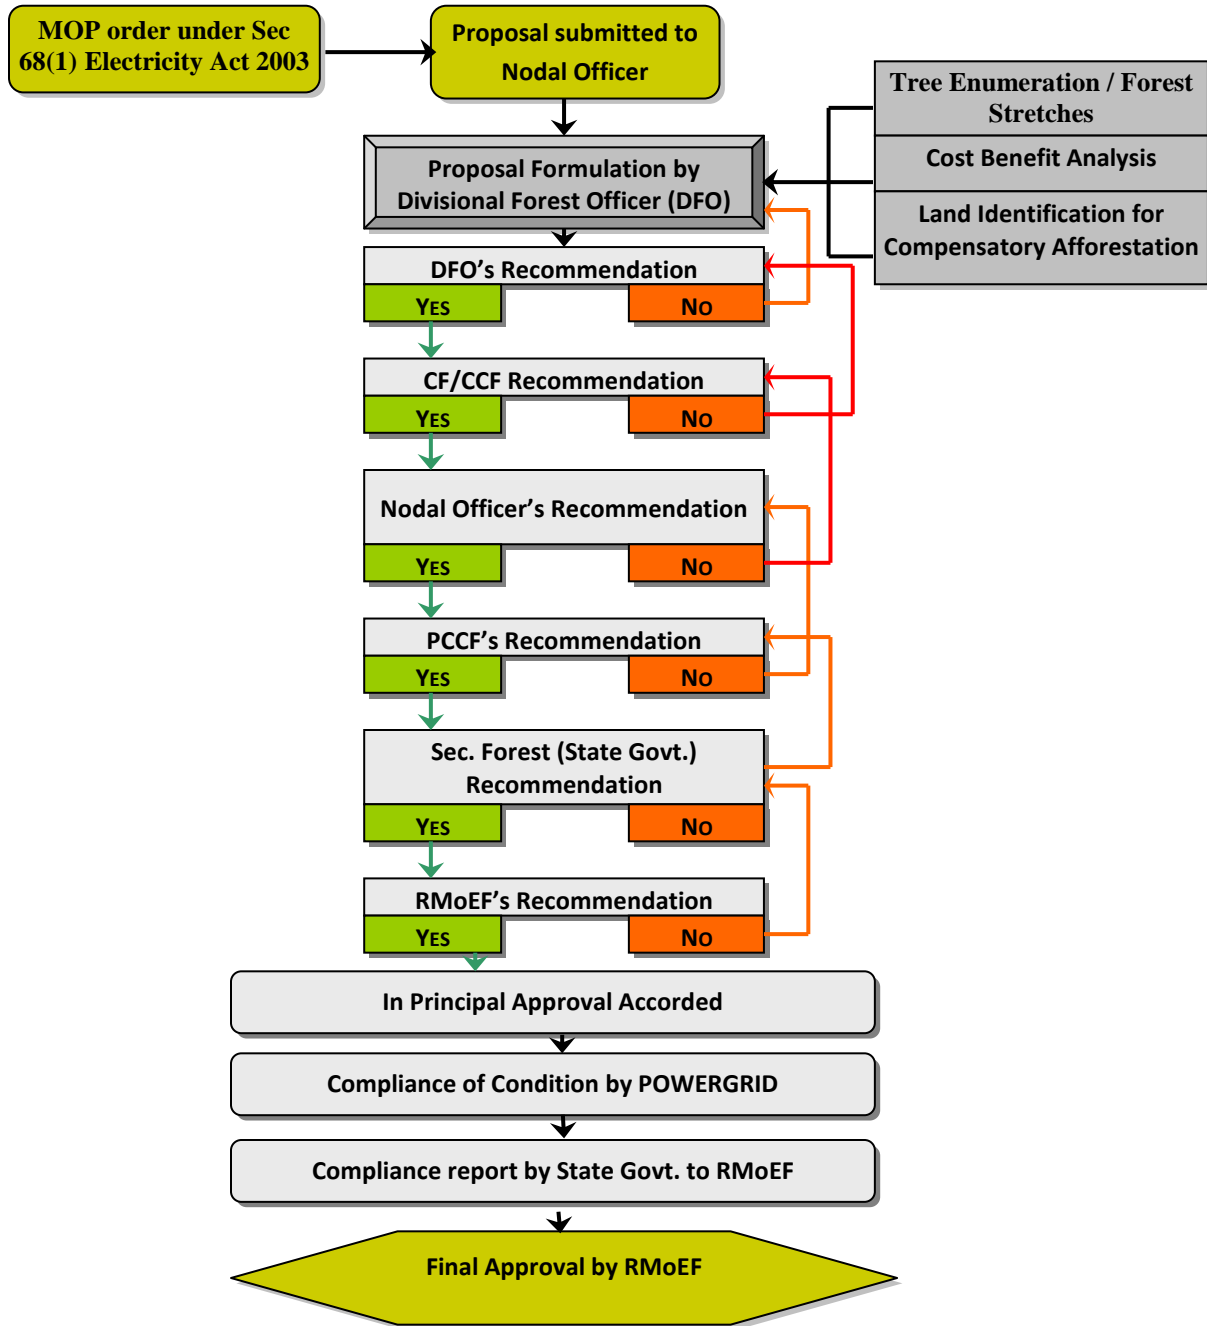 MOP order under Sec
68(1) Electricity Act 2003
Proposal submitted to
Nodal Officer
Tree Enumeration / Forest
Stretches
Cost Benefit Analysis
Land Identification for
Compensatory Afforestation
Proposal Formulation by
Divisional Forest Officer (DFO)
DFO’s Recommendation
YES NO
CF/CCF Recommendation
YES NO
Nodal Officer’s Recommendation
YES NO
PCCF’s Recommendation
YES NO
Sec. Forest (State Govt.)
Recommendation
YES NO
RMoEF’s Recommendation
YES NO
In Principal Approval Accorded
Compliance of Condition by POWERGRID
Compliance report by State Govt. to RMoEF
Final Approval by RMoEF